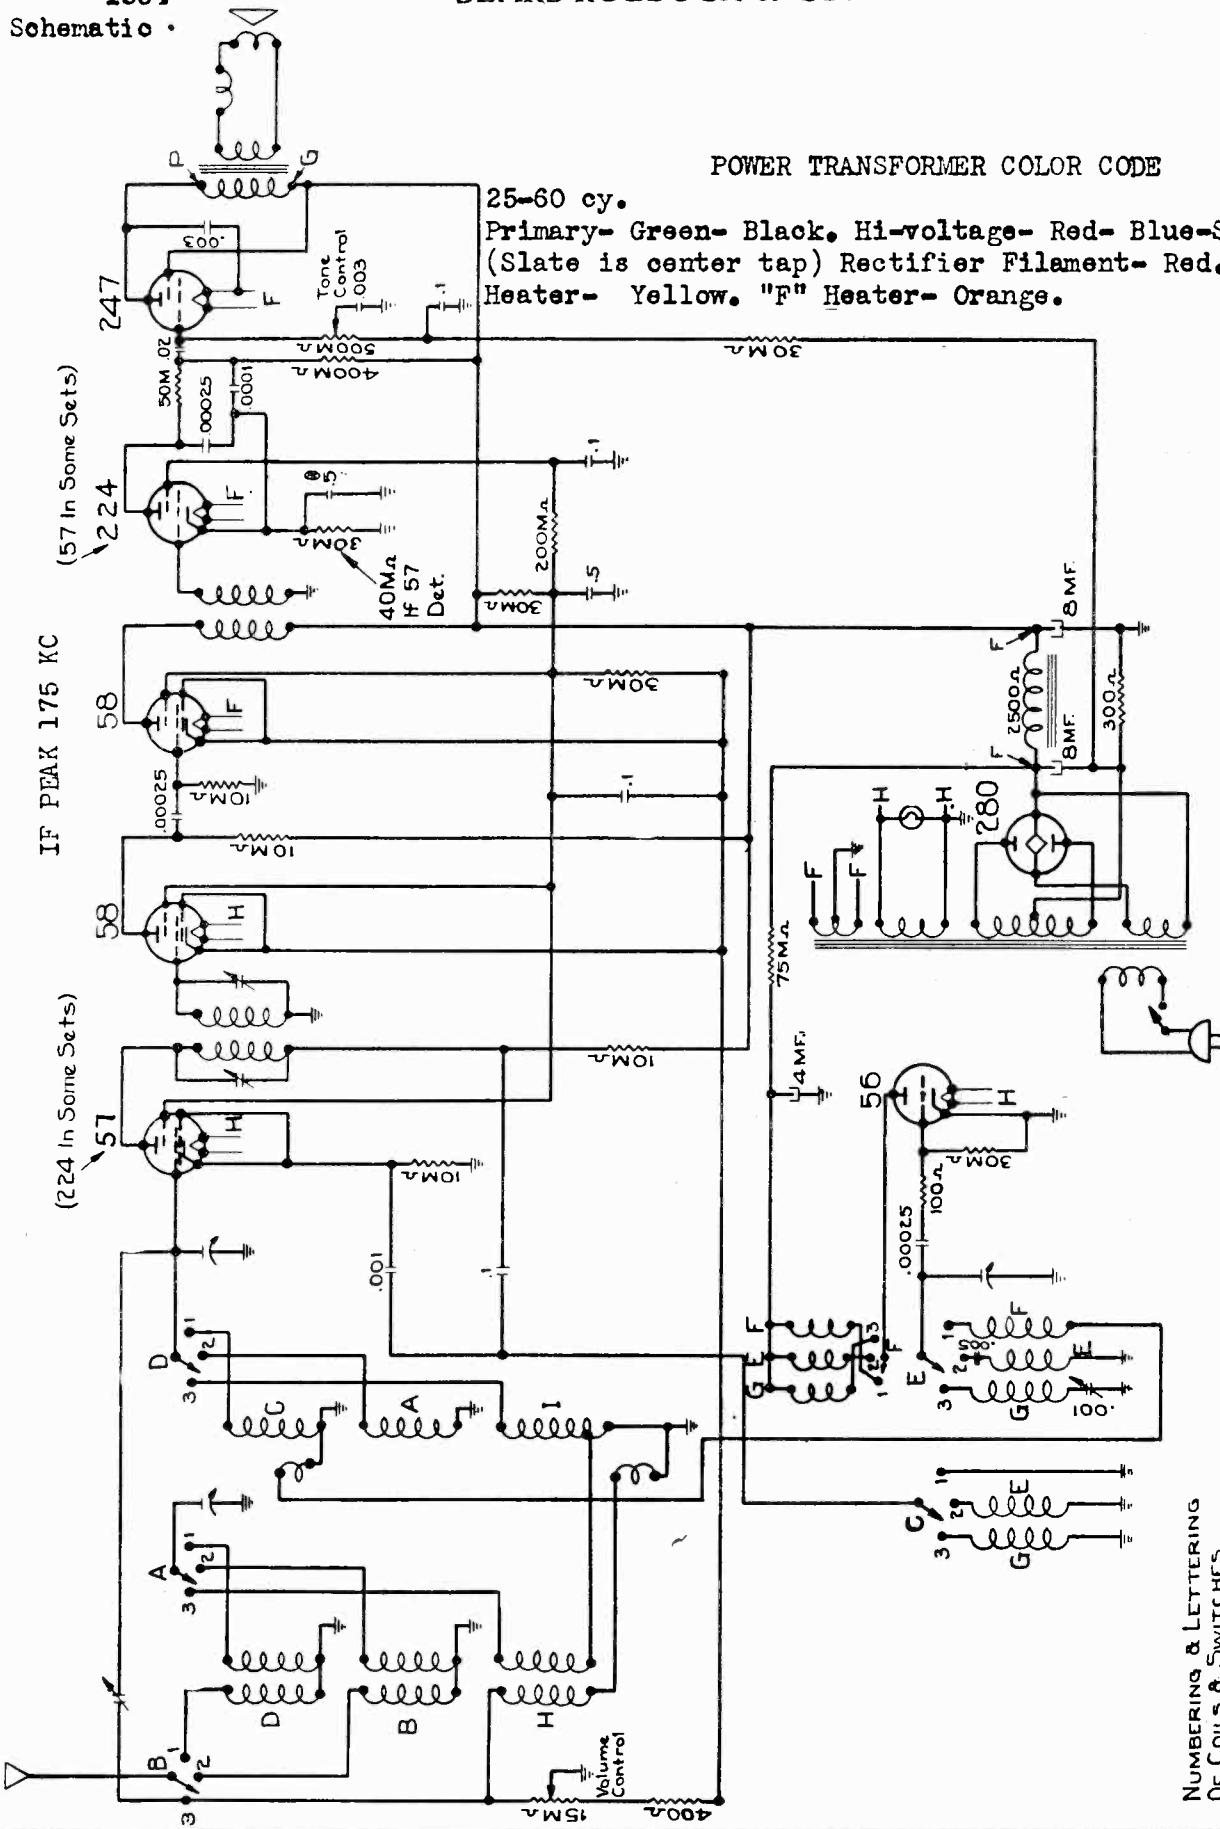 Schematic .
POWER TRANSFORMER COLOR CODE
25-60 cy.
Primary- Green- Black. Hi-voltage- Red- Blue-S
(Slate is center tap) Rectifier Filament- Red.
Heater- Yellow. "F" Heater- Orange.
IF PEAK 175 KC
(57 In Some Sets)
(224 In Some Sets)
247
224
58
58
57
P
G
.003
F
Tone
Control
.003
.02
50M
.00025
.0001
500MΩ
400MΩ
.1
30MΩ
F
.5
30MΩ
40MΩ
If 57
Det.
200MΩ
.1
30MΩ
.5
F
.00025
10MΩ
30MΩ
10MΩ
.1
H
H
10MΩ
10MΩ
.001
.1
F
2500Ω
8MF.
F
8MF.
300Ω
280
H
H
F
F
75MΩ
4MF.
56
H
30MΩ
100Ω
.00025
D
1
2
3
C
A
I
A
1
2
3
D
B
H
B
1
2
3
Volume
Control
15MΩ
400Ω
F
E
G
3
2
1
F
E
1
2
3
.005
F
E
G
.001
C
1
2
3
E
G
NUMBERING & LETTERING
OF COILS & SWITCHES